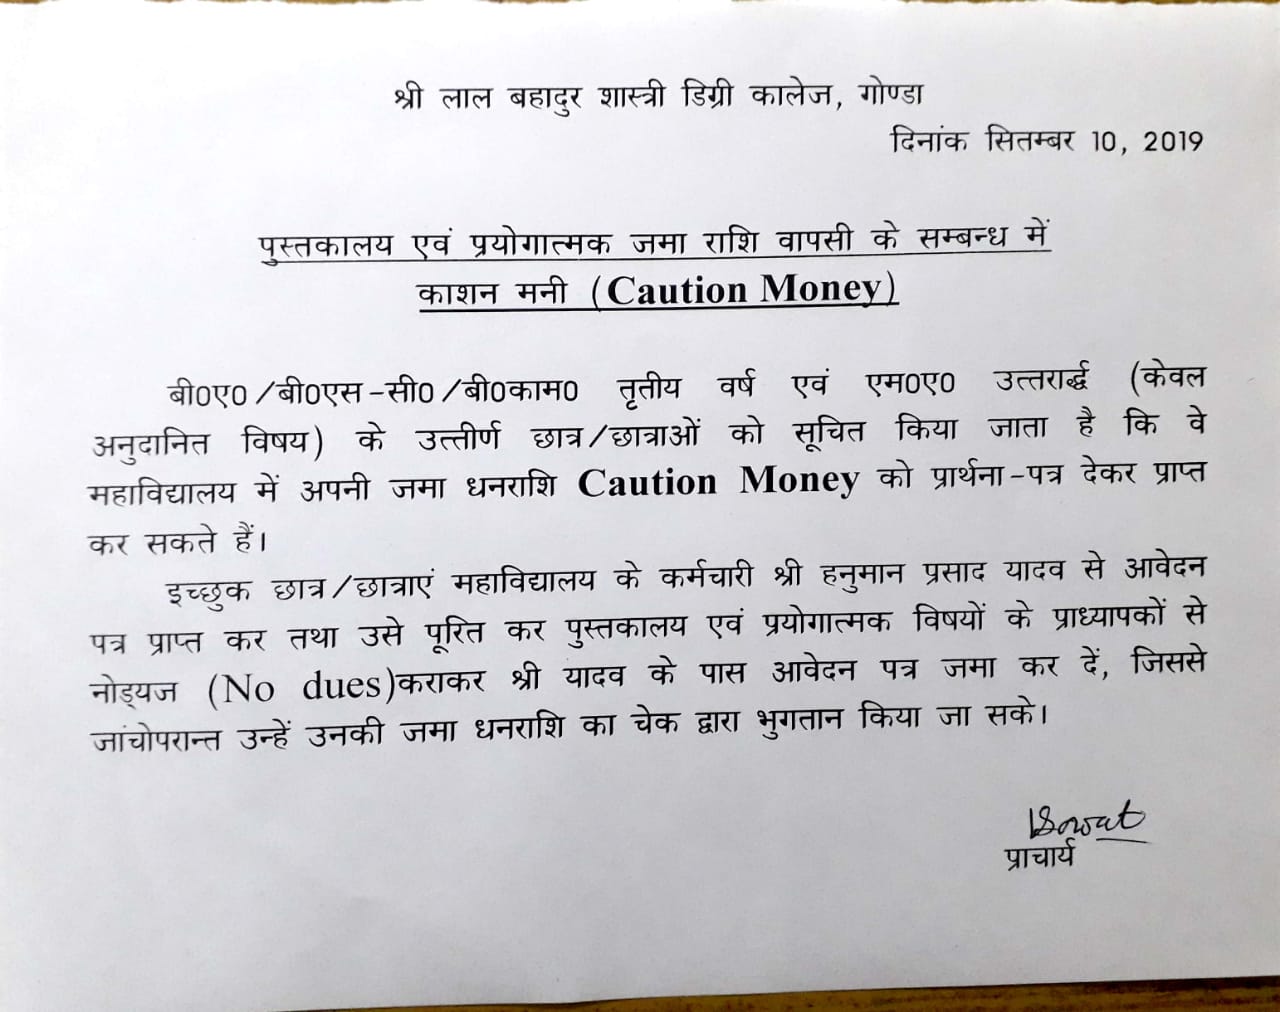 श्री लाल बहादुर शास्त्री डिग्री कालेज, गोण्डा
दिनांक सितम्बर 10, 2019
पुस्तकालय एवं प्रयोगात्मक जमा राशि वापसी के सम्बन्ध में
काशन मनी (Caution Money)
बी0ए0/बी0एस-सी0/बी0काम0 तृतीय वर्ष एवं एम0ए0 उत्तरार्द्ध (केवल
अनुदानित विषय) के उत्तीर्ण छात्र/छात्राओं को सूचित किया जाता है कि वे
महाविद्यालय में अपनी जमा धनराशि Caution Money को प्रार्थना-पत्र देकर प्राप्त
कर सकते हैं।
इच्छुक छात्र/छात्राएं महाविद्यालय के कर्मचारी श्री हनुमान प्रसाद यादव से आवेदन
पत्र प्राप्त कर तथा उसे पूरित कर पुस्तकालय एवं प्रयोगात्मक विषयों के प्राध्यापकों से
नोड्यूज (No dues)कराकर श्री यादव के पास आवेदन पत्र जमा कर दें, जिससे
जांचोपरान्त उन्हें उनकी जमा धनराशि का चेक द्वारा भुगतान किया जा सके।
प्राचार्य